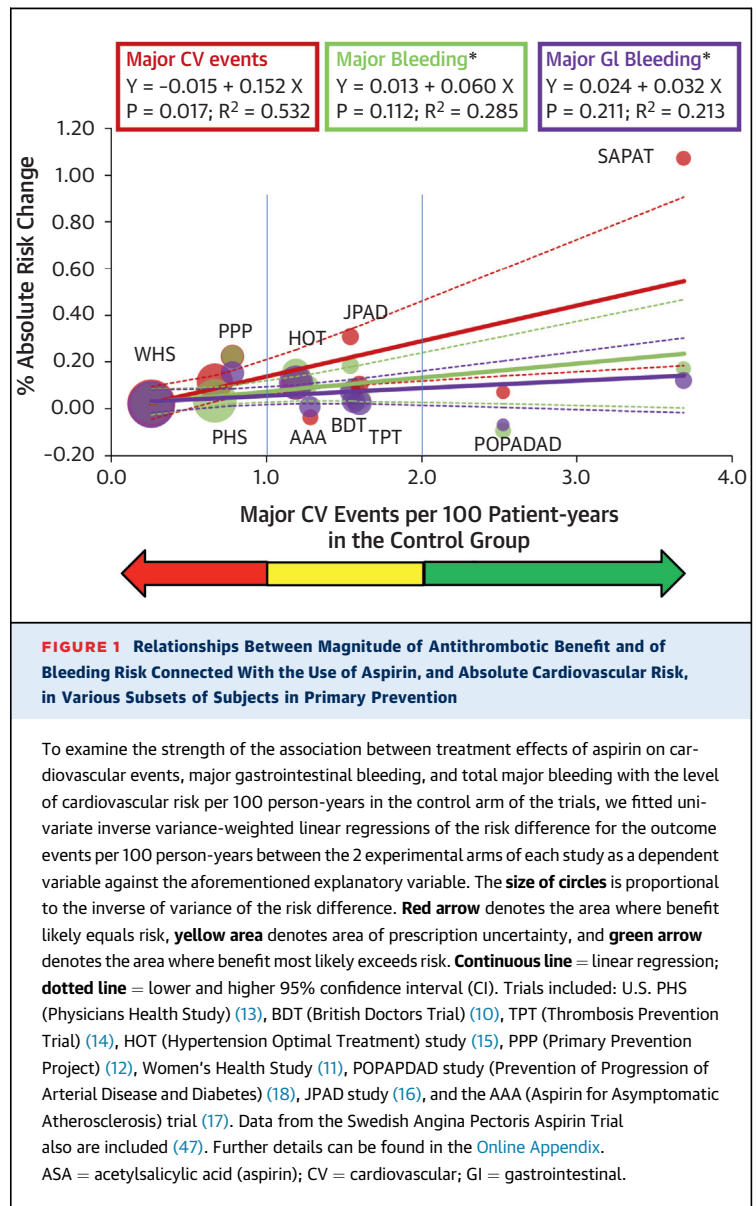 Major CV events
Y = -0.015 + 0.152 X
P = 0.017; R² = 0.532
Major Bleeding*
Y = 0.013 + 0.060 X
P = 0.112; R² = 0.285
Major GI Bleeding*
Y = 0.024 + 0.032 X
P = 0.211; R² = 0.213
% Absolute Risk Change
1.20
1.00
0.80
0.60
0.40
0.20
0.00
-0.20
SAPAT
JPAD
PPP
HOT
WHS
PHS
AAA
BDT
TPT
POPADAD
0.0 1.0 2.0 3.0 4.0
Major CV Events per 100 Patient-years
in the Control Group
FIGURE 1 Relationships Between Magnitude of Antithrombotic Benefit and of
Bleeding Risk Connected With the Use of Aspirin, and Absolute Cardiovascular Risk,
in Various Subsets of Subjects in Primary Prevention
To examine the strength of the association between treatment effects of aspirin on car-
diovascular events, major gastrointestinal bleeding, and total major bleeding with the level
of cardiovascular risk per 100 person-years in the control arm of the trials, we fitted uni-
variate inverse variance-weighted linear regressions of the risk difference for the outcome
events per 100 person-years between the 2 experimental arms of each study as a dependent
variable against the aforementioned explanatory variable. The size of circles is proportional
to the inverse of variance of the risk difference. Red arrow denotes the area where benefit
likely equals risk, yellow area denotes area of prescription uncertainty, and green arrow
denotes the area where benefit most likely exceeds risk. Continuous line = linear regression;
dotted line = lower and higher 95% confidence interval (CI). Trials included: U.S. PHS
(Physicians Health Study) (13), BDT (British Doctors Trial) (10), TPT (Thrombosis Prevention
Trial) (14), HOT (Hypertension Optimal Treatment) study (15), PPP (Primary Prevention
Project) (12), Women's Health Study (11), POPAPDAD study (Prevention of Progression of
Arterial Disease and Diabetes) (18), JPAD study (16), and the AAA (Aspirin for Asymptomatic
Atherosclerosis) trial (17). Data from the Swedish Angina Pectoris Aspirin Trial
also are included (47). Further details can be found in the Online Appendix.
ASA = acetylsalicylic acid (aspirin); CV = cardiovascular; GI = gastrointestinal.